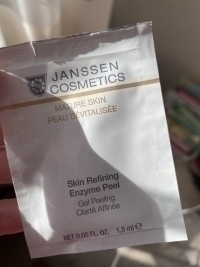 JANSSEN
COSMETICS
MATURE SKIN
PEAU DÉVITALISÉE
Skin Refining
Enzyme Peel
Gel Peeling
Clarté Affinée
NET 0.05 FL. OZ. 1,5 ml ℮